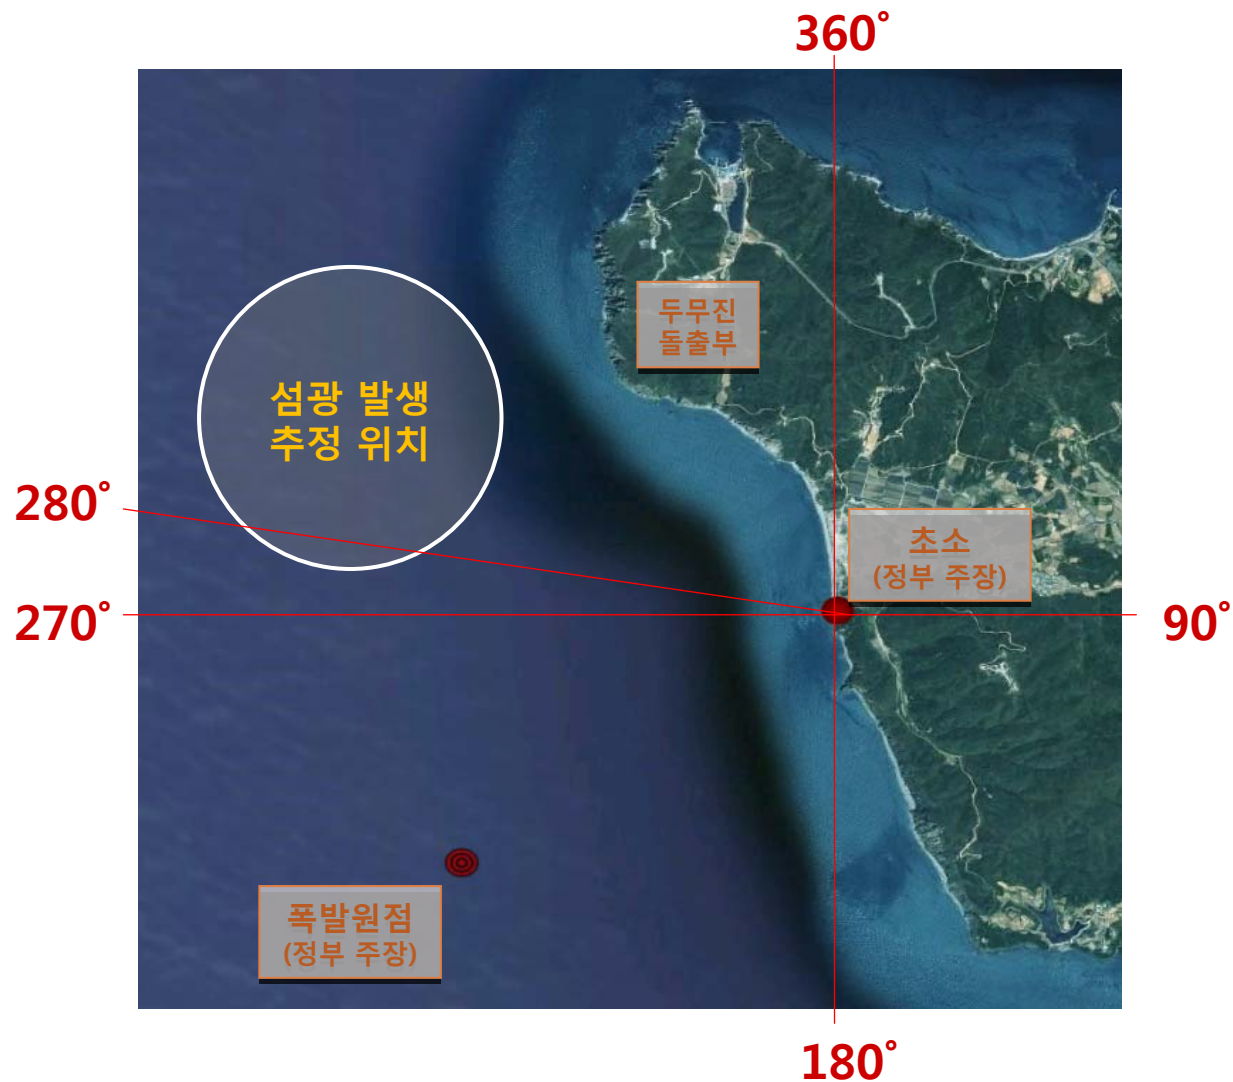 360°
두무진
돌출부
섬광 발생
추정 위치
280°
초소
(정부 주장)
270°
90°
폭발원점
(정부 주장)
180°